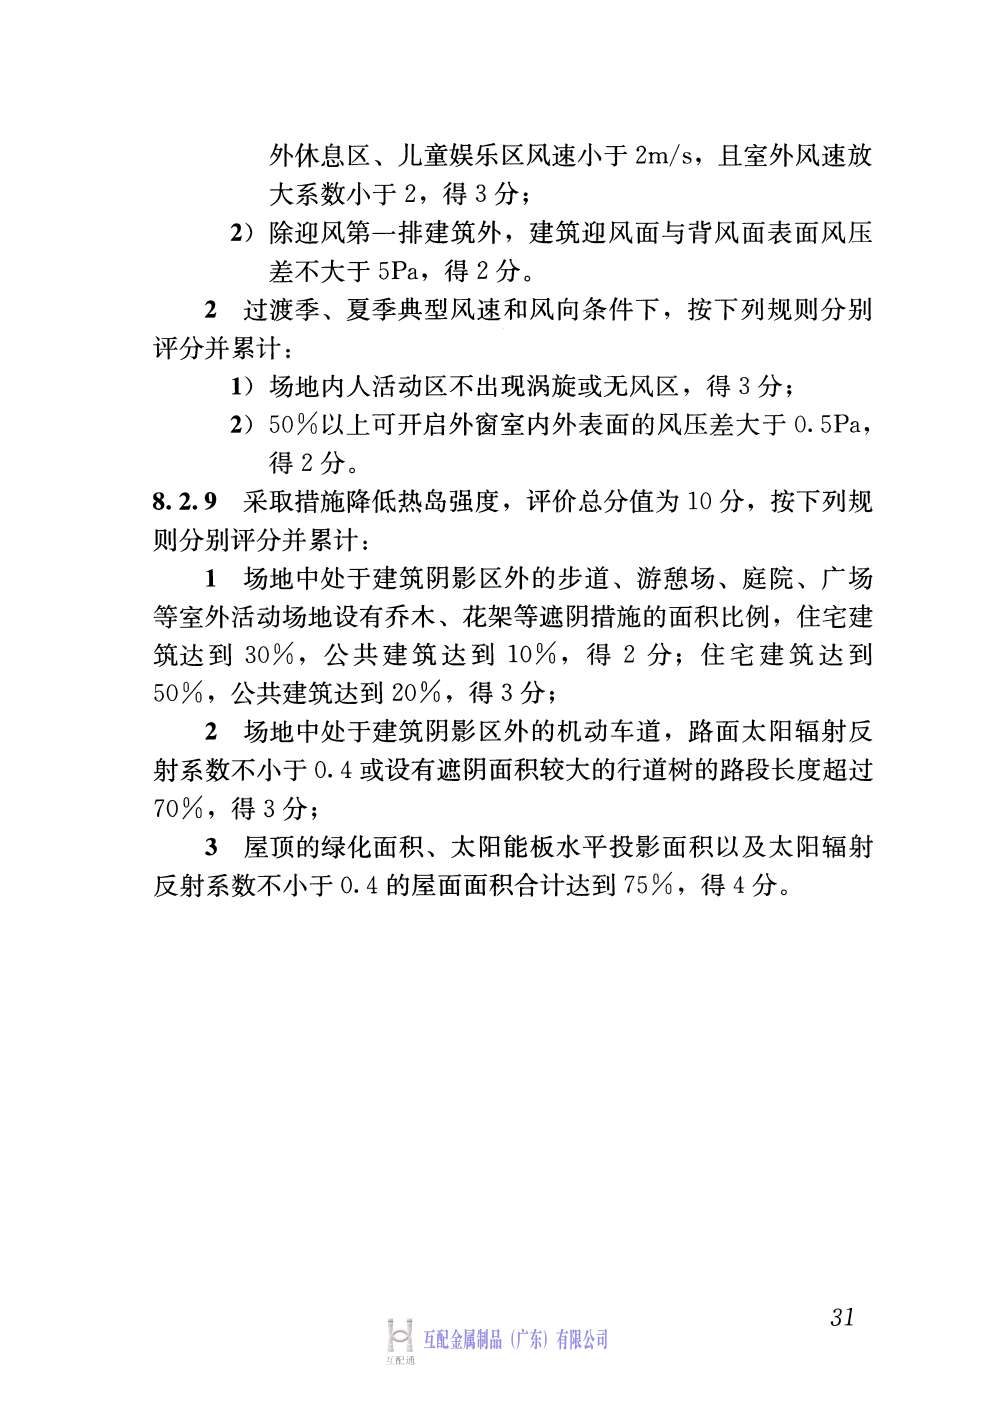 外休息区、儿童娱乐区风速小于 2m/s，且室外风速放
大系数小于 2，得 3 分；
2）除迎风第一排建筑外，建筑迎风面与背风面表面风压
差不大于 5Pa，得 2 分。
2 过渡季、夏季典型风速和风向条件下，按下列规则分别
评分并累计：
1）场地内人活动区不出现涡旋或无风区，得 3 分；
2）50％以上可开启外窗室内外表面的风压差大于 0.5Pa，
得 2 分。
8.2.9 采取措施降低热岛强度，评价总分值为 10 分，按下列规
则分别评分并累计：
1 场地中处于建筑阴影区外的步道、游憩场、庭院、广场
等室外活动场地设有乔木、花架等遮阴措施的面积比例，住宅建
筑达到 30％，公共建筑达到 10％，得 2 分；住宅建筑达到
50％，公共建筑达到 20％，得 3 分；
2 场地中处于建筑阴影区外的机动车道，路面太阳辐射反
射系数不小于 0.4 或设有遮阴面积较大的行道树的路段长度超过
70％，得 3 分；
3 屋顶的绿化面积、太阳能板水平投影面积以及太阳辐射
反射系数不小于 0.4 的屋面面积合计达到 75％，得 4 分。
31
互配金属制品（广东）有限公司
互配通